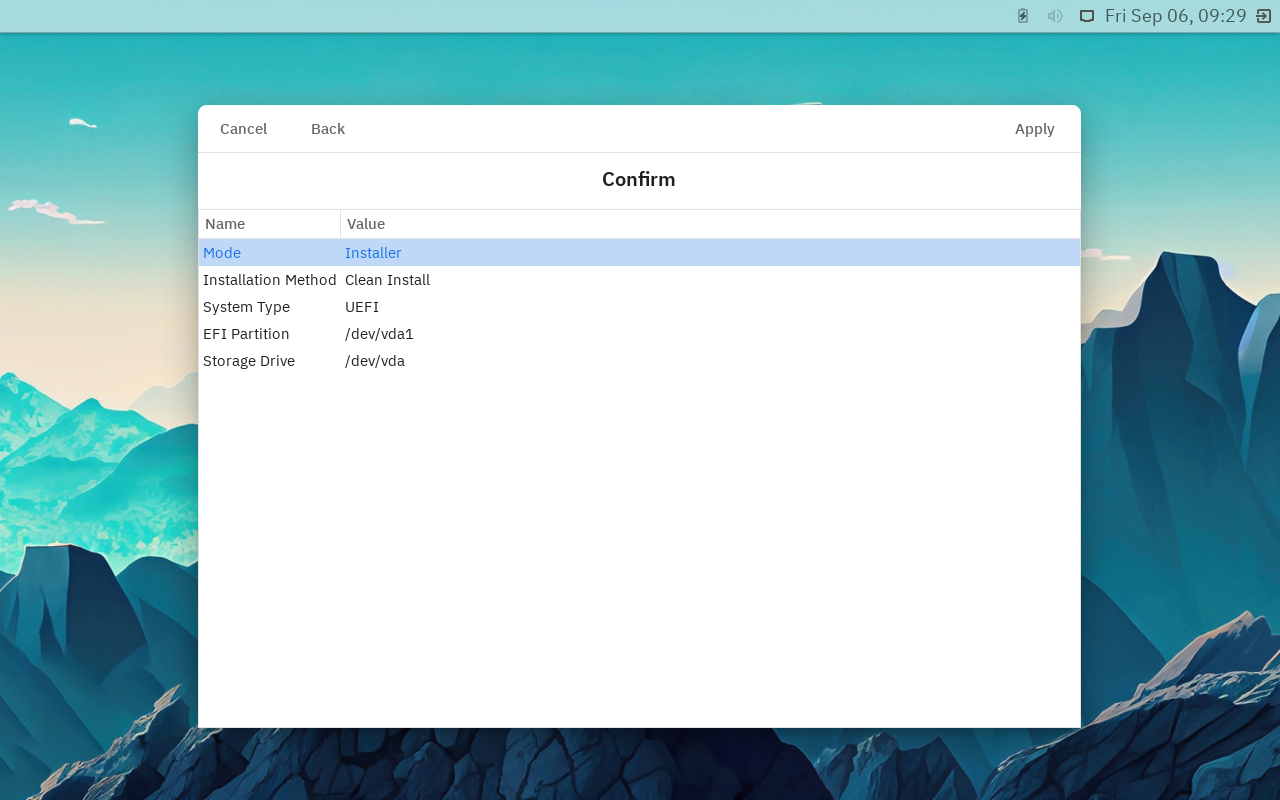 Fri Sep 06, 09:29
Cancel Back Apply
Confirm
Name Value
Mode Installer
Installation Method Clean Install
System Type UEFI
EFI Partition /dev/vda1
Storage Drive /dev/vda